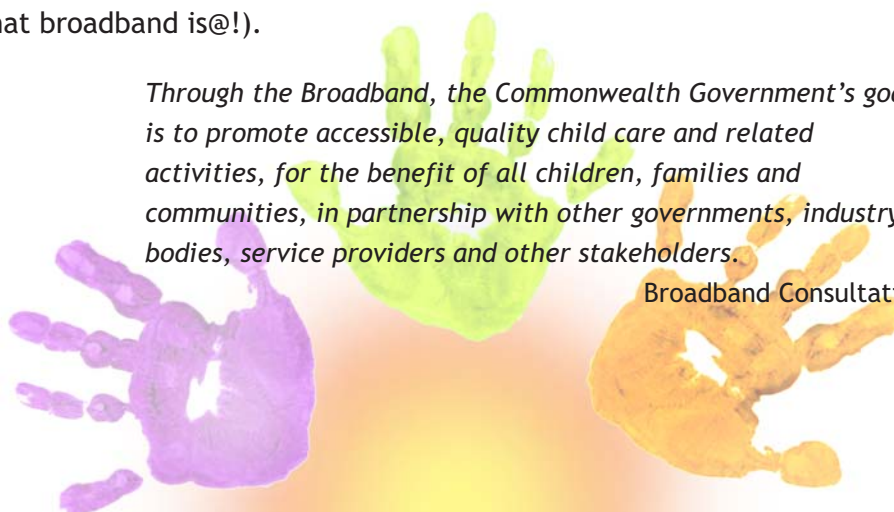 hat broadband is@!).
Through the Broadband, the Commonwealth Government’s goa
is to promote accessible, quality child care and related
activities, for the benefit of all children, families and
communities, in partnership with other governments, industry
bodies, service providers and other stakeholders.
Broadband Consultat